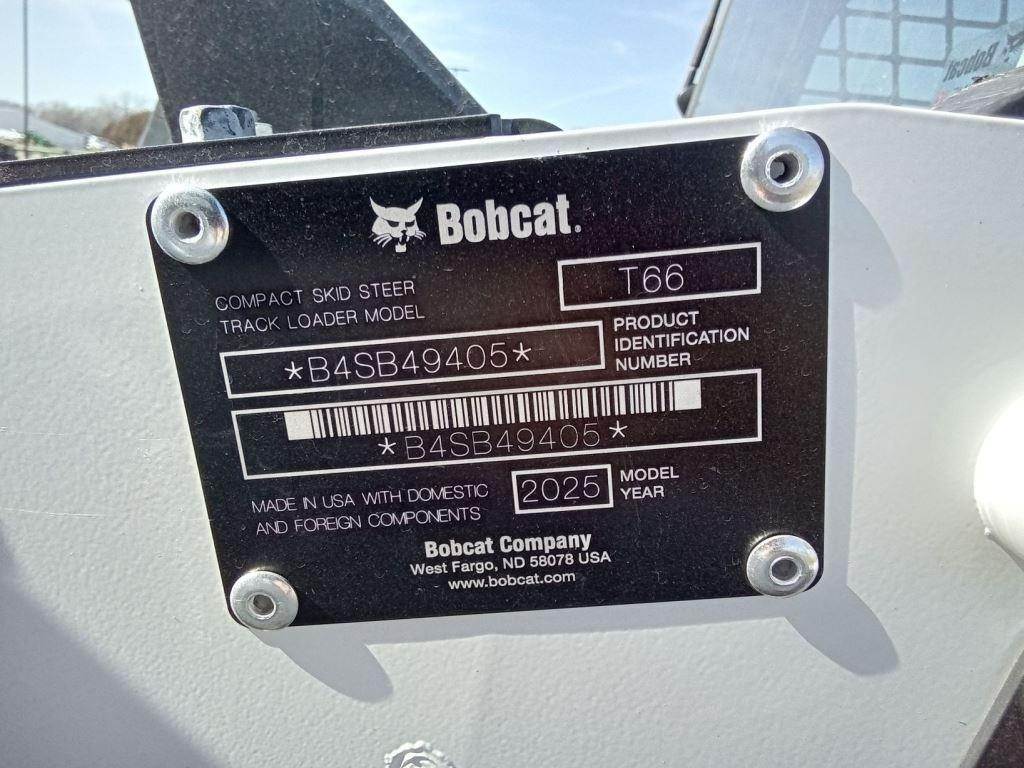 Bobcat
Bobcat.
COMPACT SKID STEER
TRACK LOADER MODEL
T66
*B4SB49405*
PRODUCT
IDENTIFICATION
NUMBER
*B4SB49405*
MADE IN USA WITH DOMESTIC
AND FOREIGN COMPONENTS
2025
MODEL
YEAR
Bobcat Company
West Fargo, ND 58078 USA
www.bobcat.com